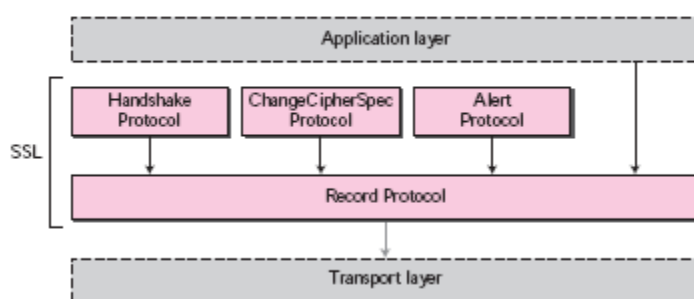 Application layer
Handshake
Protocol
ChangeCipherSpec
Protocol
Alert
Protocol
SSL
Record Protocol
Transport layer